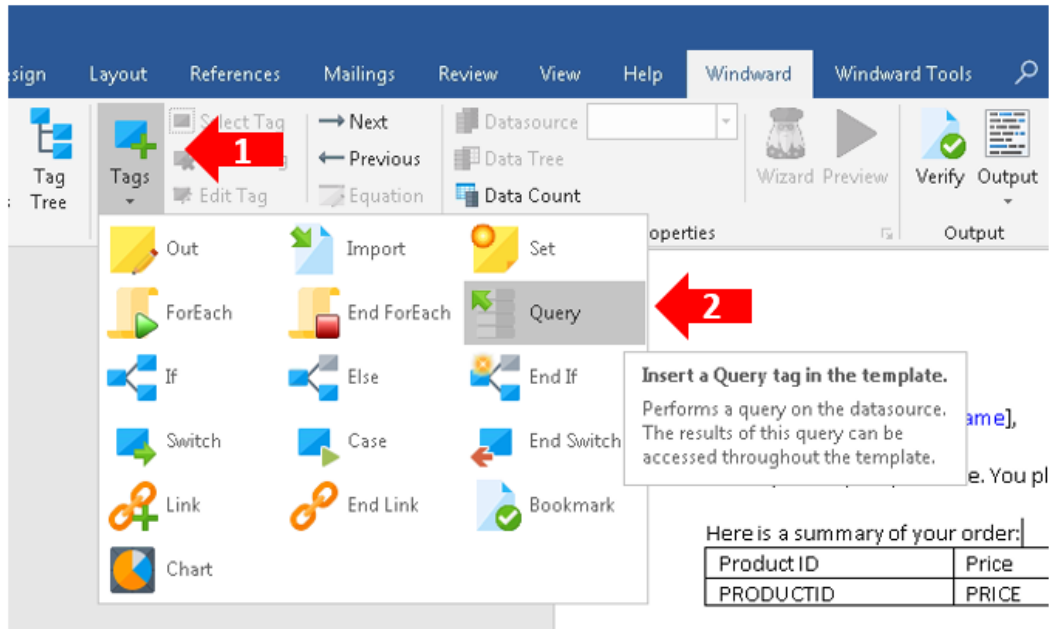 sign Layout References Mailings Review View Help Windward Windward Tools
Tag
Tree
Tags
Select Tag
1
Edit Tag
Next
Previous
Equation
Datasource
Data Tree
Data Count
Wizard Preview
Verify Output
operties
Output
Out Import Set
ForEach End ForEach Query
2
If Else End If
Insert a Query tag in the template.
Performs a query on the datasource.
The results of this query can be
accessed throughout the template.
ame],
Switch Case End Switch
e. You pl
Link End Link Bookmark
Here is a summary of your order:
Product ID Price
PRODUCTID PRICE
Chart